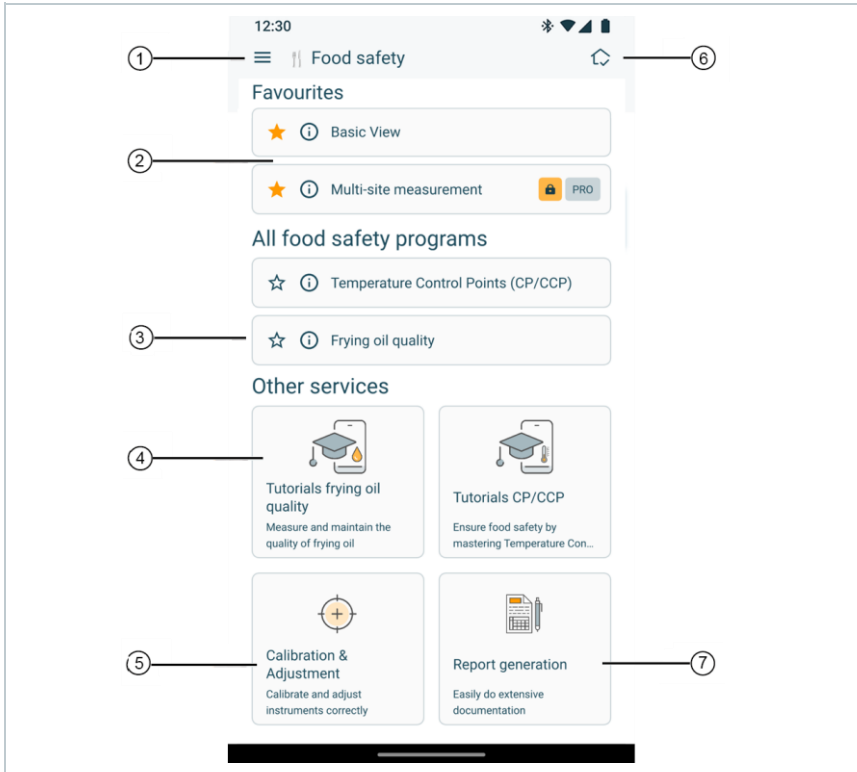 12:30
1
Food safety
6
Favourites
Basic View
2
Multi-site measurement PRO
All food safety programs
Temperature Control Points (CP/CCP)
3
Frying oil quality
Other services
4
Tutorials frying oil
quality
Measure and maintain the
quality of frying oil
Tutorials CP/CCP
Ensure food safety by
mastering Temperature Con...
5
Calibration &
Adjustment
Calibrate and adjust
instruments correctly
Report generation
Easily do extensive
documentation
7